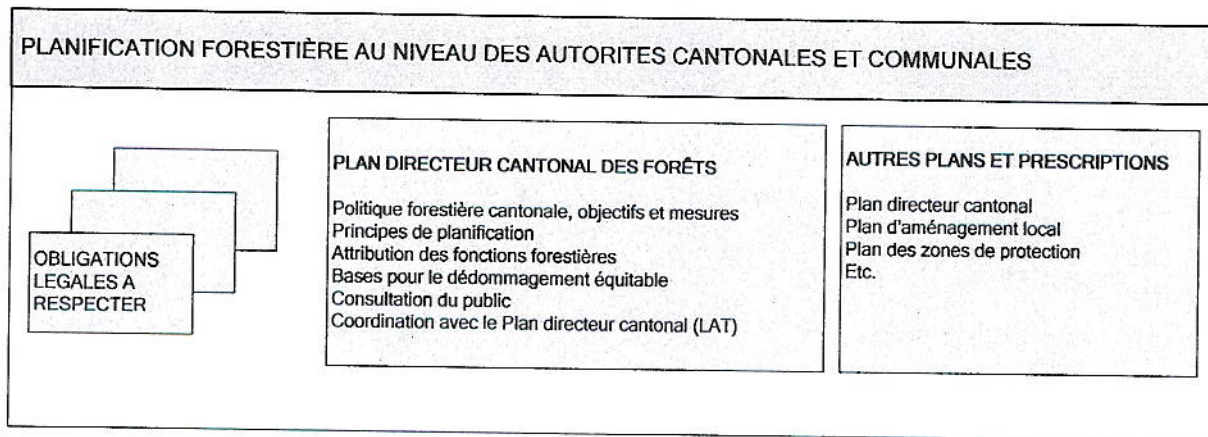 PLANIFICATION FORESTIÈRE AU NIVEAU DES AUTORITES CANTONALES ET COMMUNALES
OBLIGATIONS
LEGALES A
RESPECTER
PLAN DIRECTEUR CANTONAL DES FORÊTS
Politique forestière cantonale, objectifs et mesures
Principes de planification
Attribution des fonctions forestières
Bases pour le dédommagement équitable
Consultation du public
Coordination avec le Plan directeur cantonal (LAT)
AUTRES PLANS ET PRESCRIPTIONS
Plan directeur cantonal
Plan d'aménagement local
Plan des zones de protection
Etc.